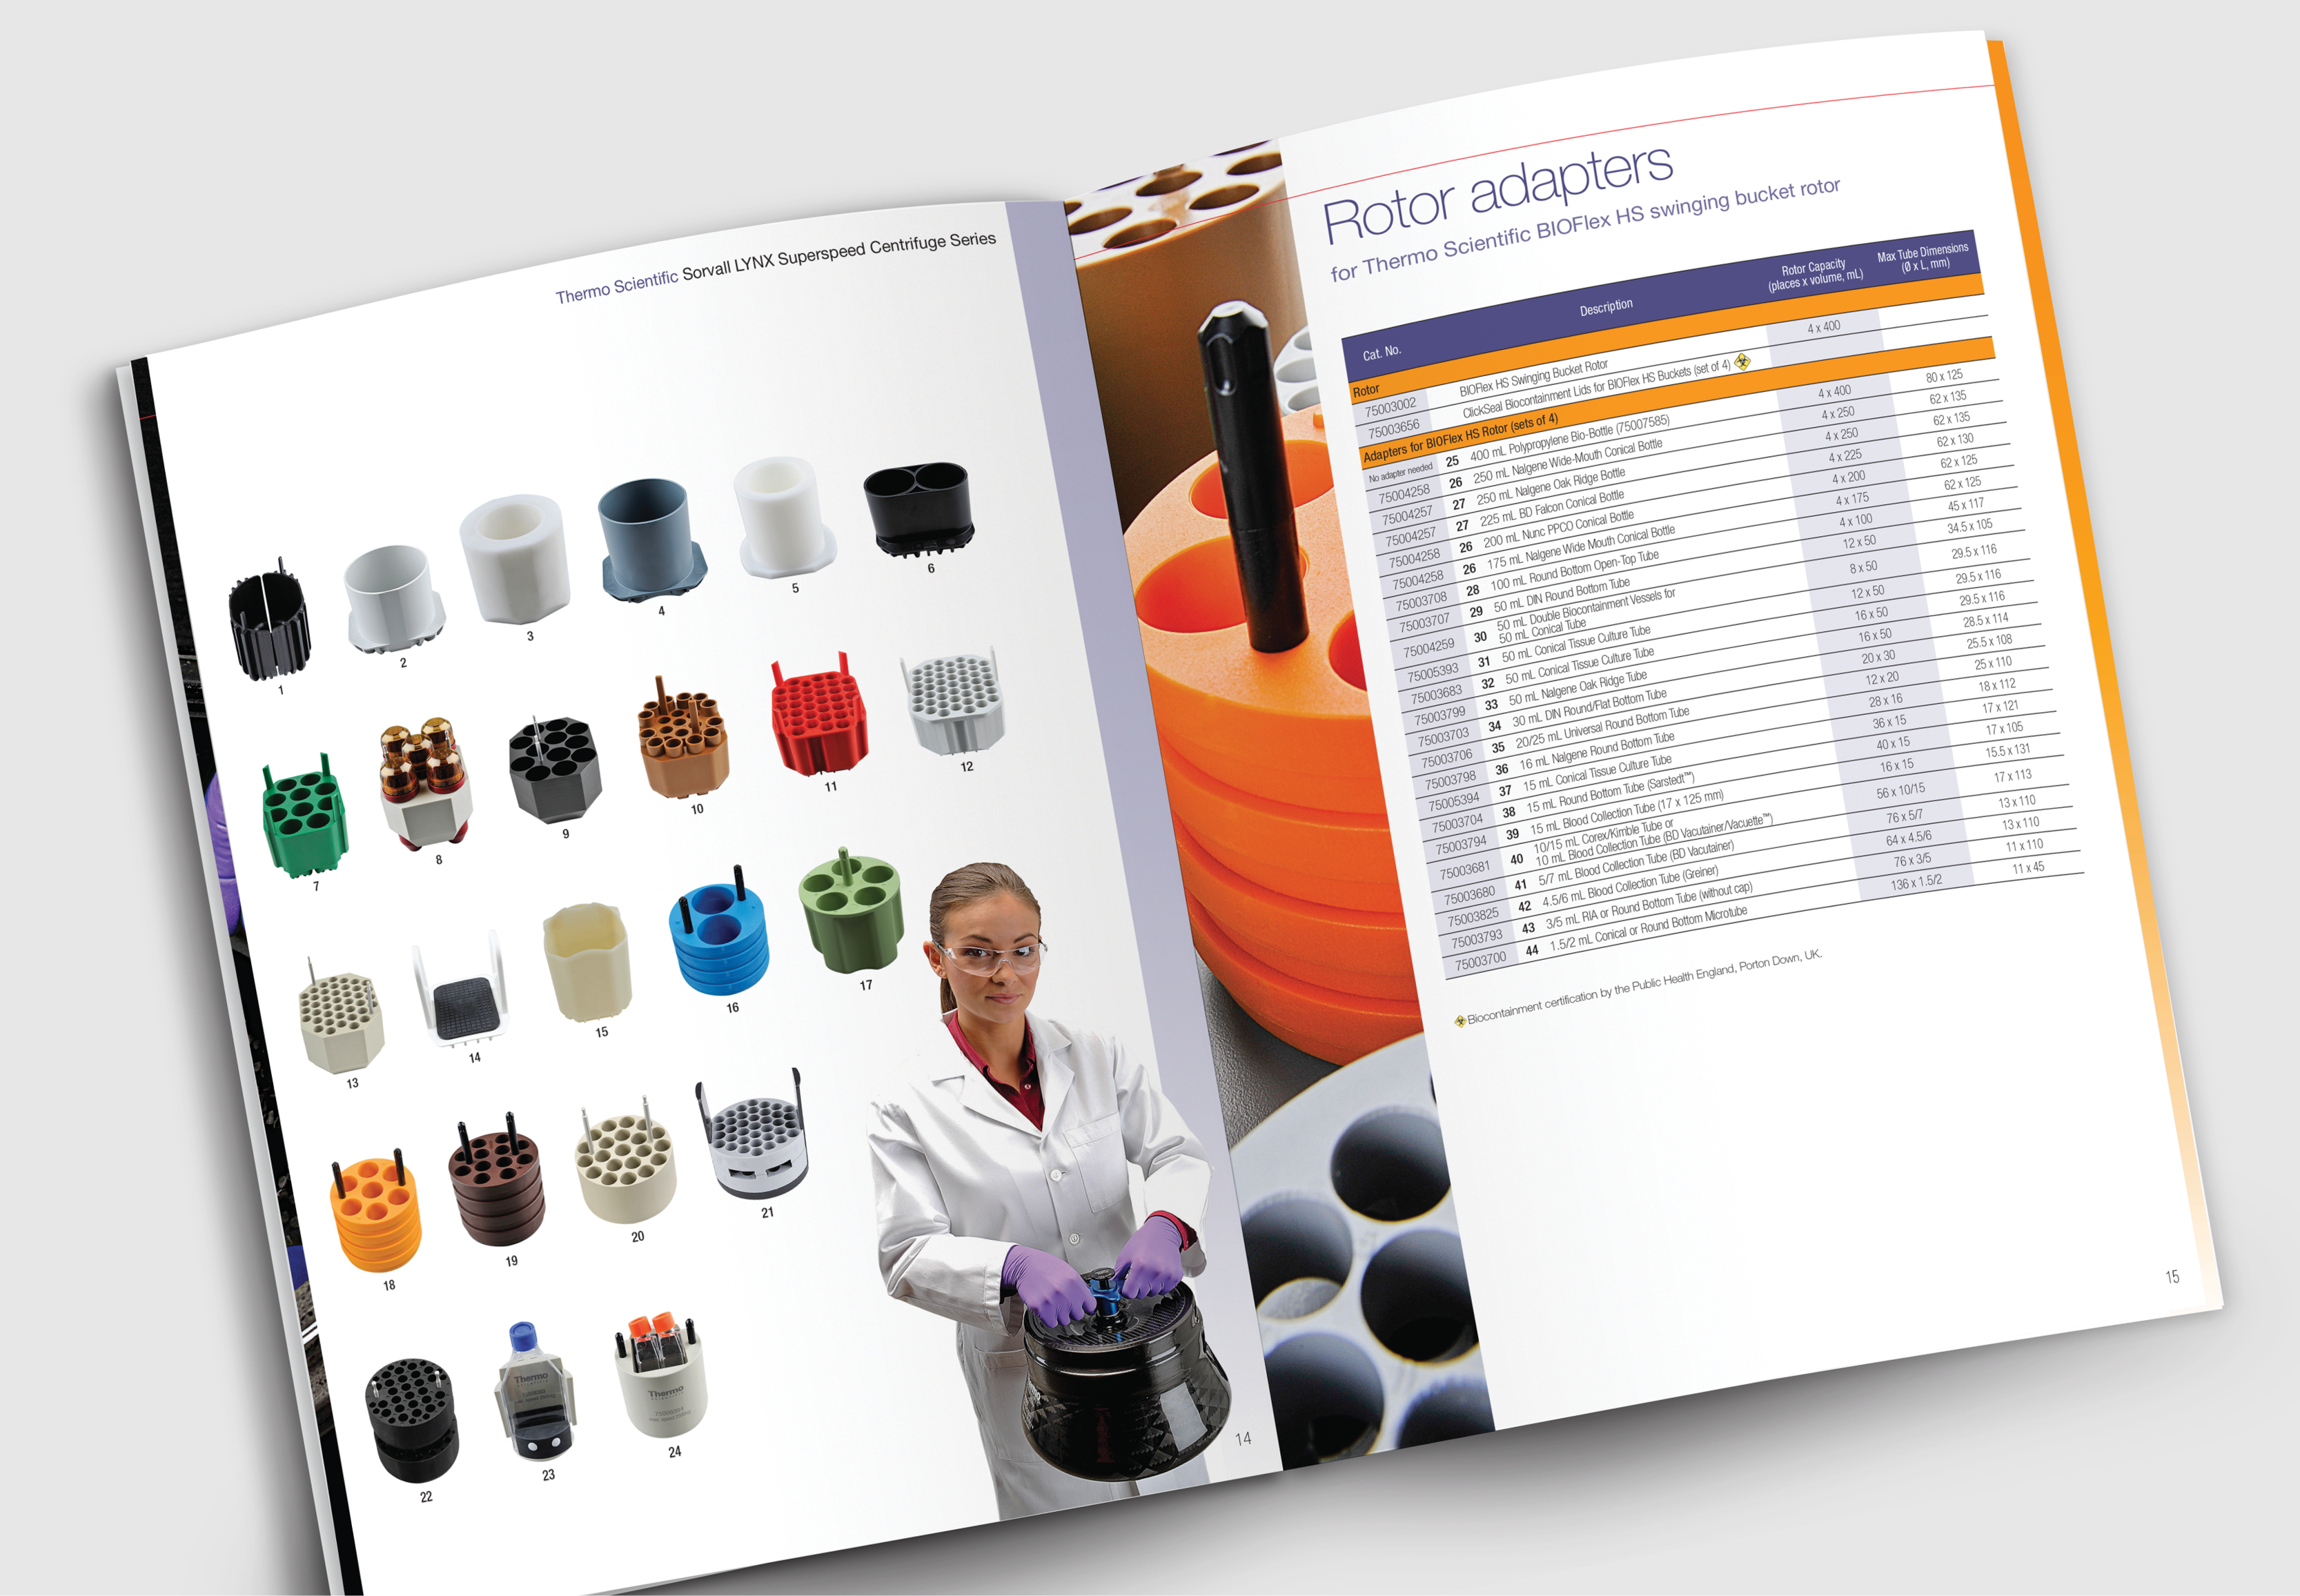 Thermo Scientific Sorvall LYNX Superspeed Centrifuge Series
1
2
3
4
5
6
7
8
9
10
11
12
13
14
15
16
17
18
19
20
21
22
23
24
Thermo
Thermo
14
Rotor adapters
for Thermo Scientific BIOFlex HS swinging bucket rotor
Cat. No. Description Rotor Capacity (places x volume, mL) Max Tube Dimensions (Ø x L, mm)
Rotor
75003002 BIOFlex HS Swinging Bucket Rotor 4 x 400
75003656 ClickSeal Biocontainment Lids for BIOFlex HS Buckets (set of 4)
Adapters for BIOFlex HS Rotor (sets of 4)
No adapter needed 25 400 mL Polypropylene Bio-Bottle (75007585) 4 x 400 80 x 125
75004258 26 250 mL Nalgene Wide-Mouth Conical Bottle 4 x 250 62 x 135
75004257 27 250 mL Nalgene Oak Ridge Bottle 4 x 250 62 x 135
75004257 27 225 mL BD Falcon Conical Bottle 4 x 225 62 x 130
75004258 26 200 mL Nunc PPCO Conical Bottle 4 x 200 62 x 125
75004258 26 175 mL Nalgene Wide Mouth Conical Bottle 4 x 175 62 x 125
75003708 28 100 mL Round Bottom Open-Top Tube 4 x 100 45 x 117
75003707 29 50 mL DIN Round Bottom Tube 12 x 50 34.5 x 105
75004259 30 50 mL Double Biocontainment Vessels for
50 mL Conical Tube 8 x 50 29.5 x 116
75005393 31 50 mL Conical Tissue Culture Tube 12 x 50 29.5 x 116
75003683 32 50 mL Conical Tissue Culture Tube 16 x 50 29.5 x 116
75003799 33 50 mL Nalgene Oak Ridge Tube 16 x 50 28.5 x 114
75003703 34 30 mL DIN Round/Flat Bottom Tube 20 x 30 25.5 x 108
75003706 35 20/25 mL Universal Round Bottom Tube 12 x 20 25 x 110
75003798 36 16 mL Nalgene Round Bottom Tube 28 x 16 18 x 112
75005394 37 15 mL Conical Tissue Culture Tube 36 x 15 17 x 121
75003704 38 15 mL Round Bottom Tube (Sarstedt™) 40 x 15 17 x 105
75003794 39 15 mL Blood Collection Tube (17 x 125 mm) 16 x 15 15.5 x 131
75003681 40 10/15 mL Corex/Kimble Tube or
10 mL Blood Collection Tube (BD Vacutainer/Vacuette™) 56 x 10/15 17 x 113
75003680 41 5/7 mL Blood Collection Tube (BD Vacutainer) 76 x 5/7 13 x 110
75003825 42 4.5/6 mL Blood Collection Tube (Greiner) 64 x 4.5/6 13 x 110
75003793 43 3/5 mL RIA or Round Bottom Tube (without cap) 76 x 3/5 11 x 110
75003700 44 1.5/2 mL Conical or Round Bottom Microtube 136 x 1.5/2 11 x 45
Biocontainment certification by the Public Health England, Porton Down, UK.
15